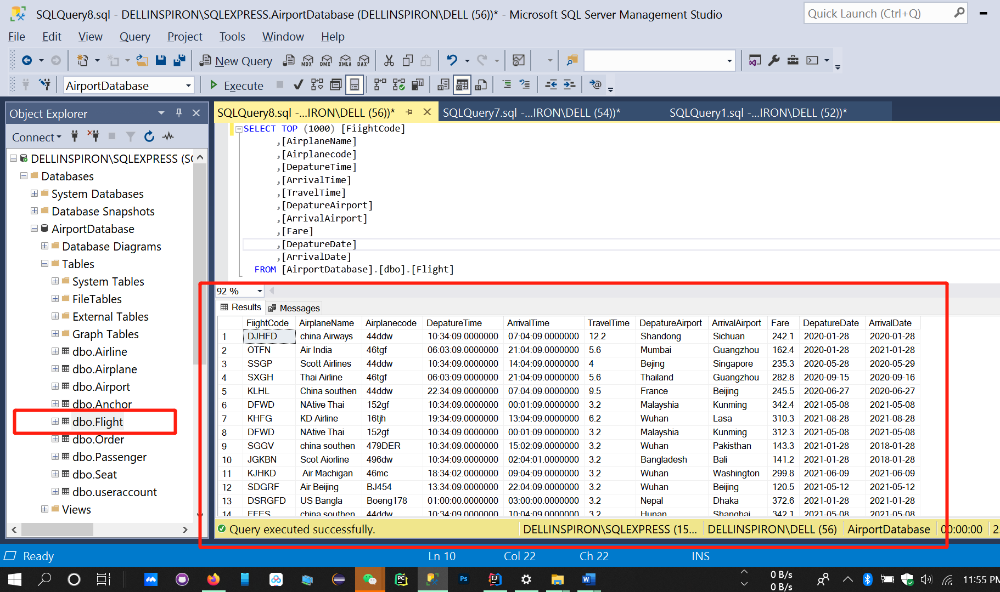 SQLQuery8.sql - DELLINSPIRON\SQLEXPRESS.AirportDatabase (DELLINSPIRON\DELL (56))* - Microsoft SQL Server Management Studio
Quick Launch (Ctrl+Q)
File Edit View Query Project Tools Window Help
New Query MDX DMX XMLA DAX
AirportDatabase Execute
Object Explorer
SQLQuery8.sql -...IRON\DELL (56))* SQLQuery7.sql -...IRON\DELL (54))* SQLQuery1.sql -...IRON\DELL (52))*
Connect
DELLINSPIRON\SQLEXPRESS (SQ
Databases
System Databases
Database Snapshots
AirportDatabase
Database Diagrams
Tables
System Tables
FileTables
External Tables
Graph Tables
dbo.Airline
dbo.Airplane
dbo.Airport
dbo.Anchor
dbo.Flight
dbo.Order
dbo.Passenger
dbo.Seat
dbo.useraccount
Views
SELECT TOP (1000) [FiightCode]
,[AirplaneName]
,[Airplanecode]
,[DepatureTime]
,[ArrivalTime]
,[TravelTime]
,[DepatureAirport]
,[ArrivalAirport]
,[Fare]
,[DepatureDate]
,[ArrivalDate]
FROM [AirportDatabase].[dbo].[Flight]
92 %
Results Messages
FiightCode AirplaneName Airplanecode DepatureTime ArrivalTime TravelTime DepatureAirport ArrivalAirport Fare DepatureDate ArrivalDate
1 DJHFD china Airways 44ddw 10:34:09.0000000 07:04:09.0000000 12.2 Shandong Sichuan 242.1 2020-01-28 2020-01-28
2 OTFN Air India 46tgf 06:03:09.0000000 21:04:09.0000000 5.6 Mumbai Guangzhou 162.4 2020-01-28 2021-01-28
3 SSGP Scott Airlines 44ddw 10:34:09.0000000 14:04:09.0000000 4 Bejing Singapore 235.3 2020-05-28 2020-05-29
4 SXGH Thai Airline 46tgf 06:03:09.0000000 21:04:09.0000000 5.6 Thailand Guangzhou 282.8 2020-09-15 2020-09-16
5 KLHL China southen 44ddw 22:34:09.0000000 07:04:09.0000000 9.5 France Beijing 245.5 2020-06-27 2020-06-27
6 DFWD NAtive Thai 152gf 10:34:09.0000000 00:01:09.0000000 3.2 Malayshia Kunming 342.4 2021-05-08 2021-05-08
7 KHFG KD Airline 16tjh 19:34:09.0000000 13:04:09.0000000 6.2 Wuhan Lasa 310.3 2021-08-28 2021-08-28
8 DFWD NAtive Thai 152gf 10:34:09.0000000 00:01:09.0000000 3.2 Malayshia Kunming 312.3 2021-05-08 2021-05-08
9 SGGV china southen 479DER 10:34:09.0000000 15:02:09.0000000 3.2 Wuhan Pakisthan 143.3 2021-01-28 2018-01-28
10 JGKBN Scot Aiorline 496dw 10:34:09.0000000 02:04:01.0000000 3.2 Bangladesh Bali 141.2 2021-01-28 2018-01-28
11 KJHKD Air Machigan 46mc 18:34:02.0000000 09:04:09.0000000 3.2 Wuhan Washington 299.8 2021-06-09 2021-06-09
12 SDGRF Air Beijing BJ454 13:34:09.0000000 22:04:09.0000000 3.2 Wuhan Beijing 120.5 2021-05-12 2021-05-12
13 DSRGFD US Bangla Boeng178 01:00:00.0000000 03:00:00.0000000 3.2 Nepal Dhaka 372.6 2021-01-28 2021-01-28
14 china southen 44ddw 10:34:09.0000000 10:04:09.0000000 3.2 Hunan Shanghai 342.1 2021-05-08 2021-05-08
Query executed successfully. DELLINSPIRON\SQLEXPRESS (15... DELLINSPIRON\DELL (56) AirportDatabase 00:00:00 2
Ready Ln 10 Col 22 Ch 22 INS
PC Ps IJ W 0 B/s
0 B/s
11:55 PM